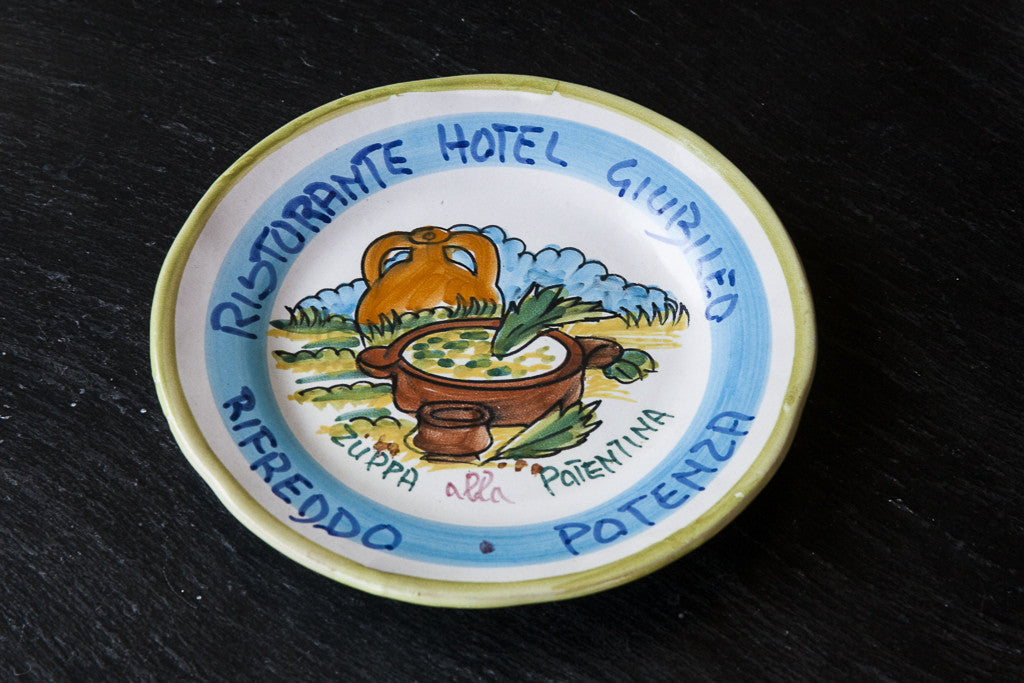 RISTORANTE HOTEL GIUBILEO
RIFREDDO • POTENZA
ZUPPA alla POTENTINA